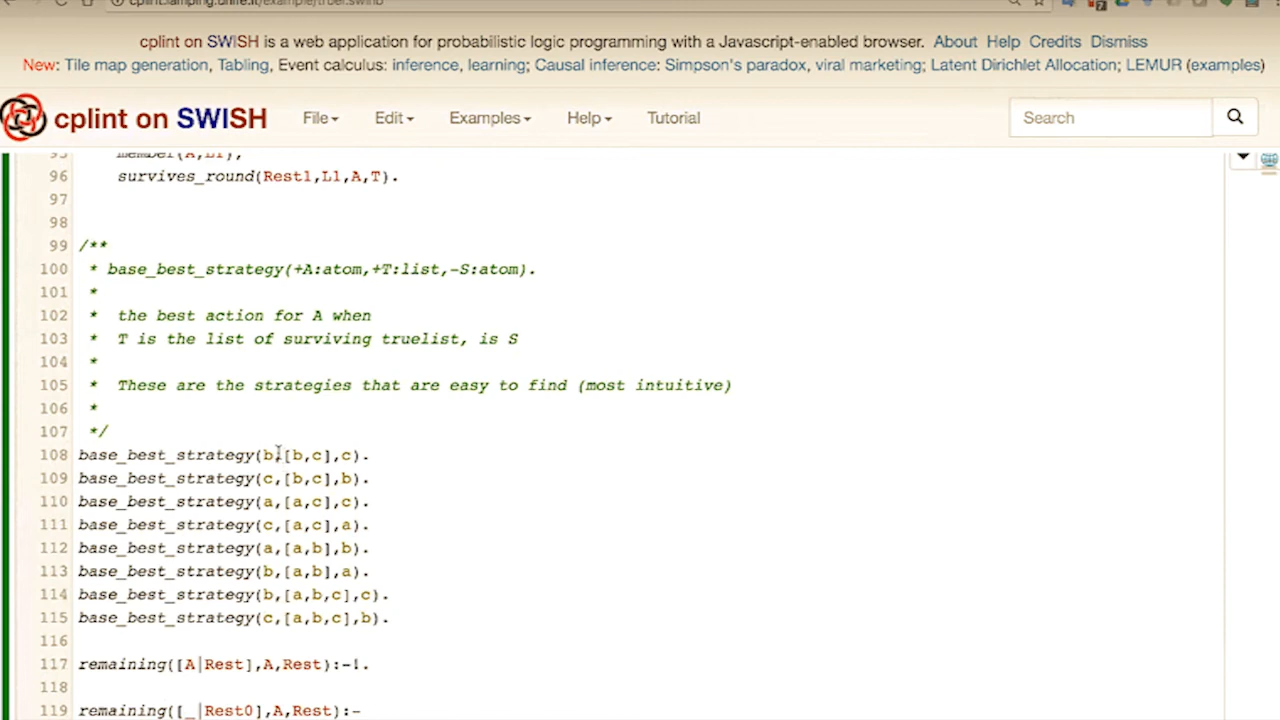 cplint on SWISH is a web application for probabilistic logic programming with a Javascript-enabled browser. About Help Credits Dismiss
New: Tile map generation, Tabling, Event calculus: inference, learning; Causal inference: Simpson's paradox, viral marketing; Latent Dirichlet Allocation; LEMUR (examples)
cplint on SWISH File Edit Examples Help Tutorial Search
95 member(A,L1),
96 survives_round(Rest1,L1,A,T).
97
98
99 /**
100 * base_best_strategy(+A:atom,+T:list,-S:atom).
101 *
102 * the best action for A when
103 * T is the list of surviving truelist, is S
104 *
105 * These are the strategies that are easy to find (most intuitive)
106 *
107 */
108 base_best_strategy(b,[b,c],c).
109 base_best_strategy(c,[b,c],b).
110 base_best_strategy(a,[a,c],c).
111 base_best_strategy(c,[a,c],a).
112 base_best_strategy(a,[a,b],b).
113 base_best_strategy(b,[a,b],a).
114 base_best_strategy(b,[a,b,c],c).
115 base_best_strategy(c,[a,b,c],b).
116
117 remaining([A|Rest],A,Rest):-!.
118
119 remaining([_|Rest0],A,Rest):-